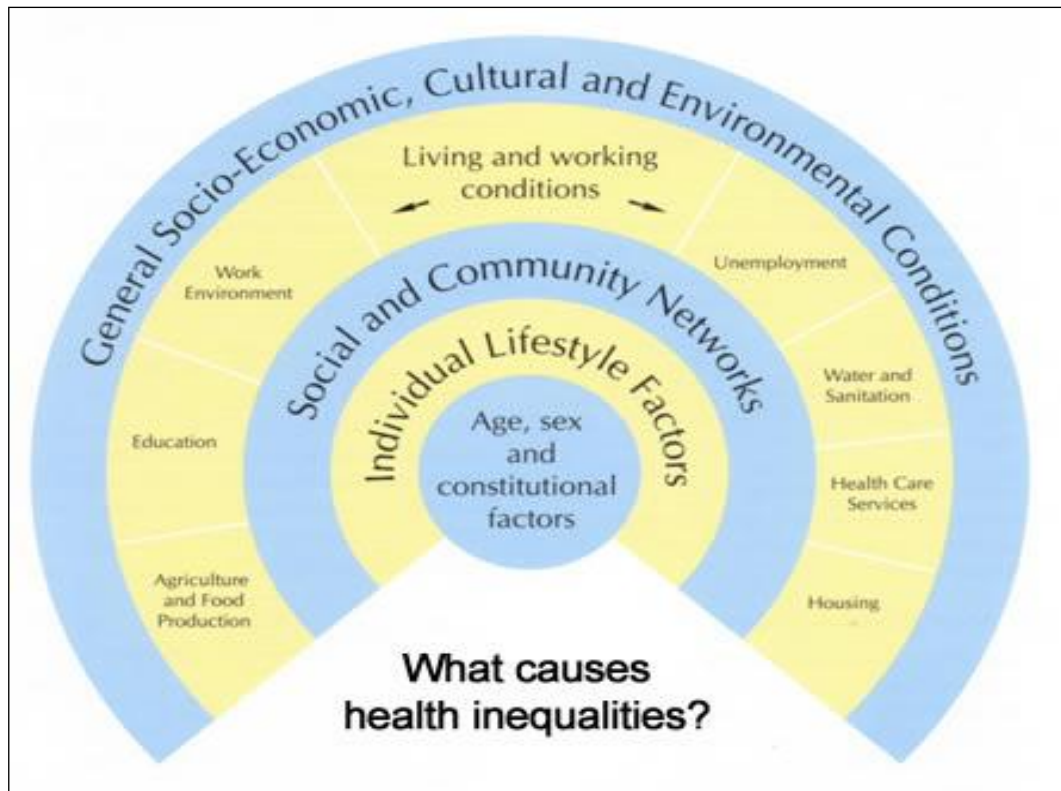 General Socio-Economic, Cultural and Environmental Conditions
Living and working
conditions
Work
Environment
Education
Agriculture
and Food
Production
Unemployment
Water and
Sanitation
Health Care
Services
Housing
Social and Community Networks
Individual Lifestyle Factors
Age, sex
and
constitutional
factors
What causes
health inequalities?